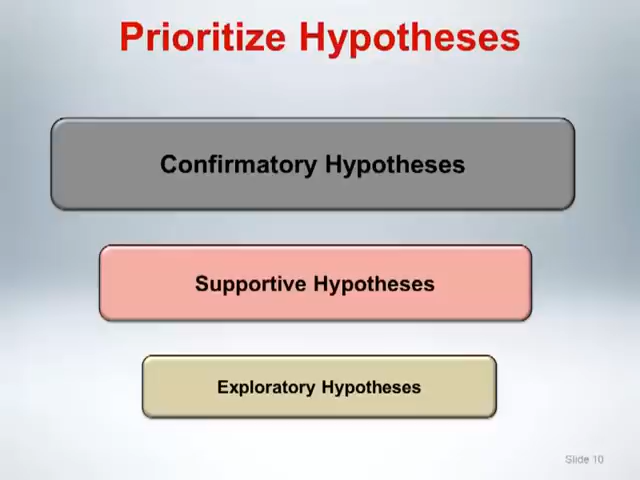 Prioritize Hypotheses
Confirmatory Hypotheses
Supportive Hypotheses
Exploratory Hypotheses
Slide 10